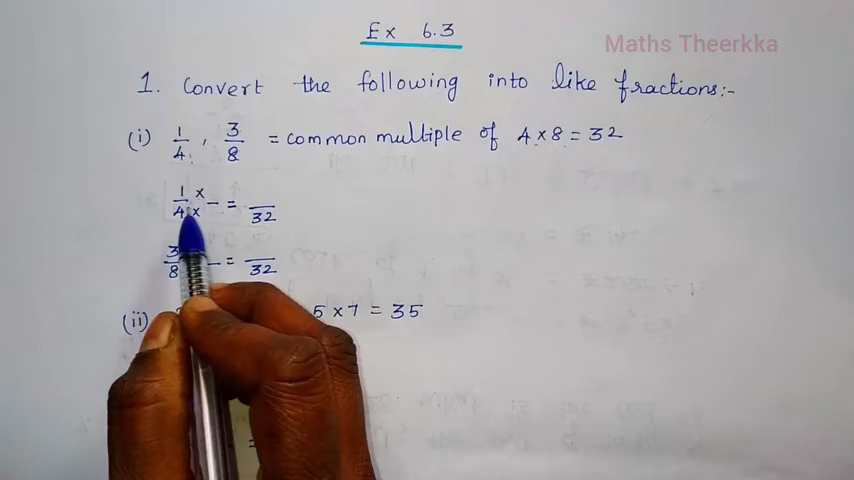 Ex 6.3
Maths Theerkka
1. Convert the following into like fractions:-
(i) 1/4 , 3/8 = common multiple of 4 x 8 = 32
1/4 x/x — = —/32
3/8 — = —/32
(ii) 5 x 7 = 35
=